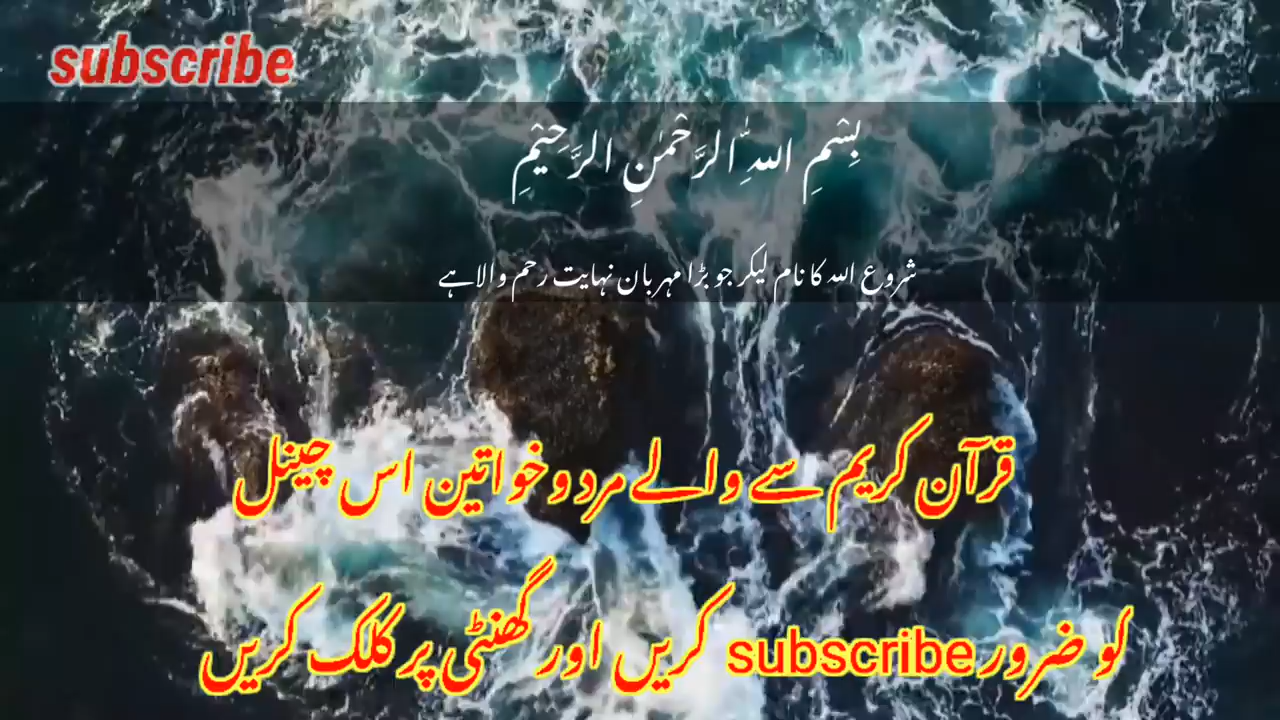 subscribe
بِسْمِ اللهِ الرَّحْمٰنِ الرَّحِيْمِ
شروع اللہ کا نام لیکر جو بڑا مہربان نہایت رحم والا ہے
قرآن کریم سے والے مرد و خواتین اس چینل
لو ضرور subscribe کریں اور گھنٹی پر کلک کریں